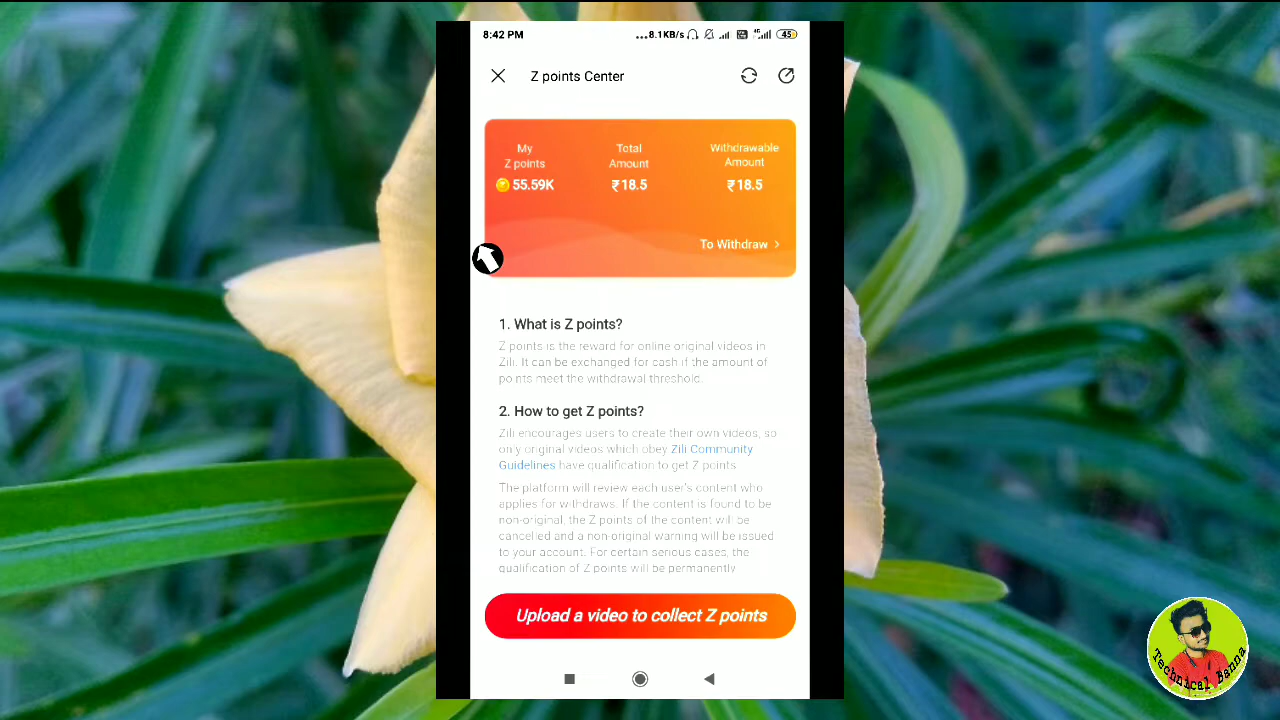 8:42 PM
...8.1KB/s
4G
45
Z points Center
My
Z points
55.59K
Total
Amount
₹18.5
Withdrawable
Amount
₹18.5
To Withdraw >
1. What is Z points?
Z points is the reward for online original videos in
Zili. It can be exchanged for cash if the amount of
points meet the withdrawal threshold.
2. How to get Z points?
Zili encourages users to create their own videos, so
only original videos which obey Zili Community
Guidelines have qualification to get Z points
The platform will review each user's content who
applies for withdraws. If the content is found to be
non-original, the Z points of the content will be
cancelled and a non-original warning will be issued
to your account. For certain serious cases, the
qualification of Z points will be permanently
Upload a video to collect Z points
Technical Banna